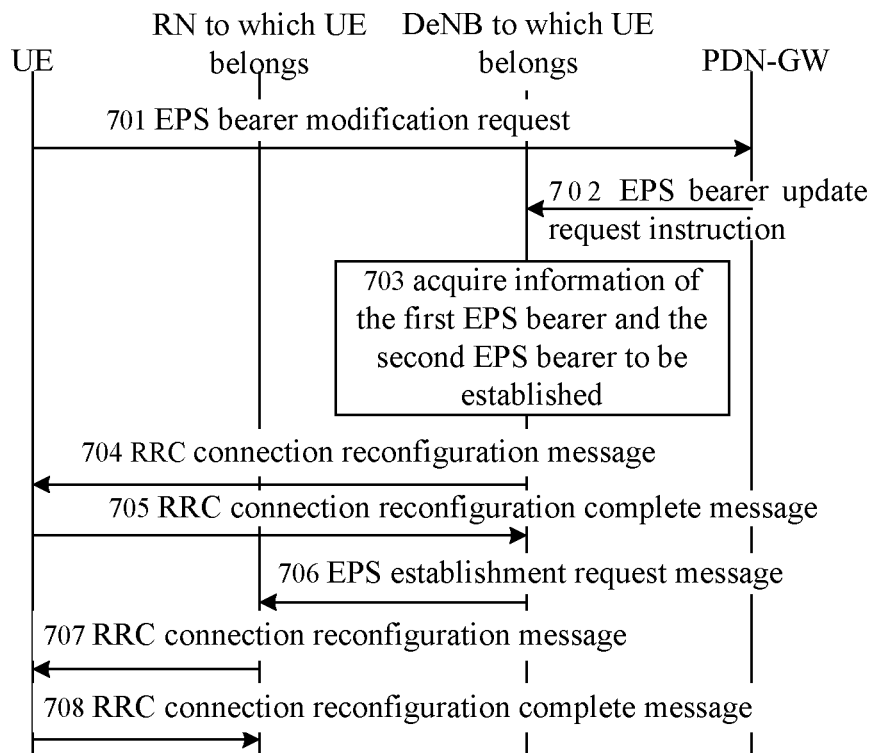 UE
RN to which UE
belongs
DeNB to which UE
belongs
PDN-GW
701 EPS bearer modification request
702 EPS bearer update
request instruction
703 acquire information of
the first EPS bearer and the
second EPS bearer to be
established
704 RRC connection reconfiguration message
705 RRC connection reconfiguration complete message
706 EPS establishment request message
707 RRC connection reconfiguration message
708 RRC connection reconfiguration complete message